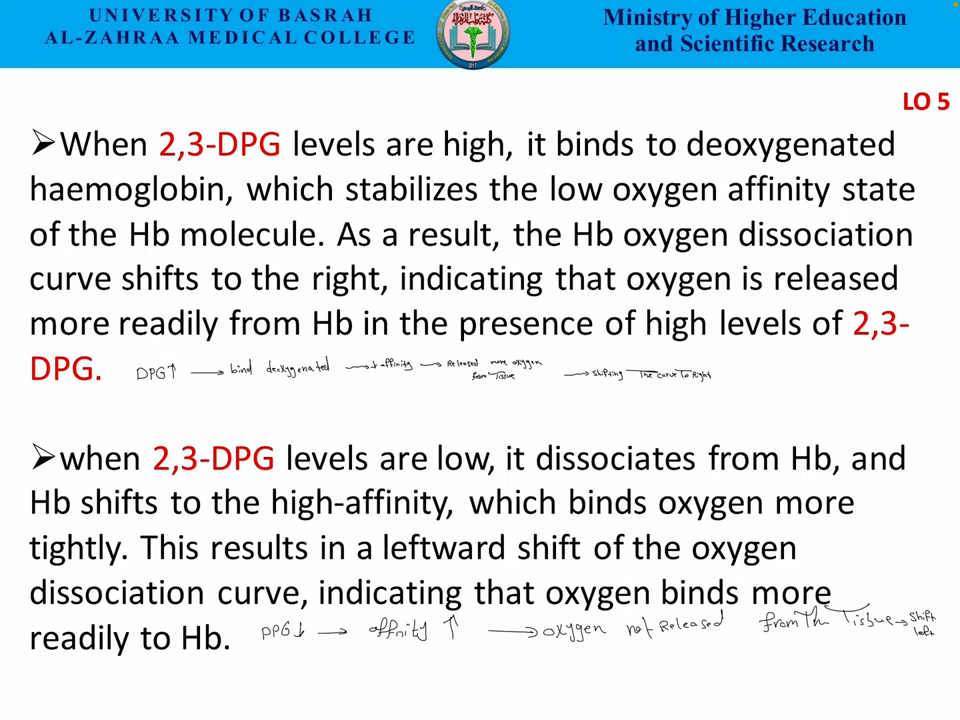 UNIVERSITY OF BASRAH
AL-ZAHRAA MEDICAL COLLEGE
Ministry of Higher Education
and Scientific Research
LO 5
➢When 2,3-DPG levels are high, it binds to deoxygenated
haemoglobin, which stabilizes the low oxygen affinity state
of the Hb molecule. As a result, the Hb oxygen dissociation
curve shifts to the right, indicating that oxygen is released
more readily from Hb in the presence of high levels of 2,3-
DPG.
DPG↑ → bind deoxygenated → ↓ affinity → Released more oxygen
from Tissue → shifting The curve To Right
➢when 2,3-DPG levels are low, it dissociates from Hb, and
Hb shifts to the high-affinity, which binds oxygen more
tightly. This results in a leftward shift of the oxygen
dissociation curve, indicating that oxygen binds more
readily to Hb.
DPG↓ → affinity ↑ → oxygen not Released from The Tissue → shift
left